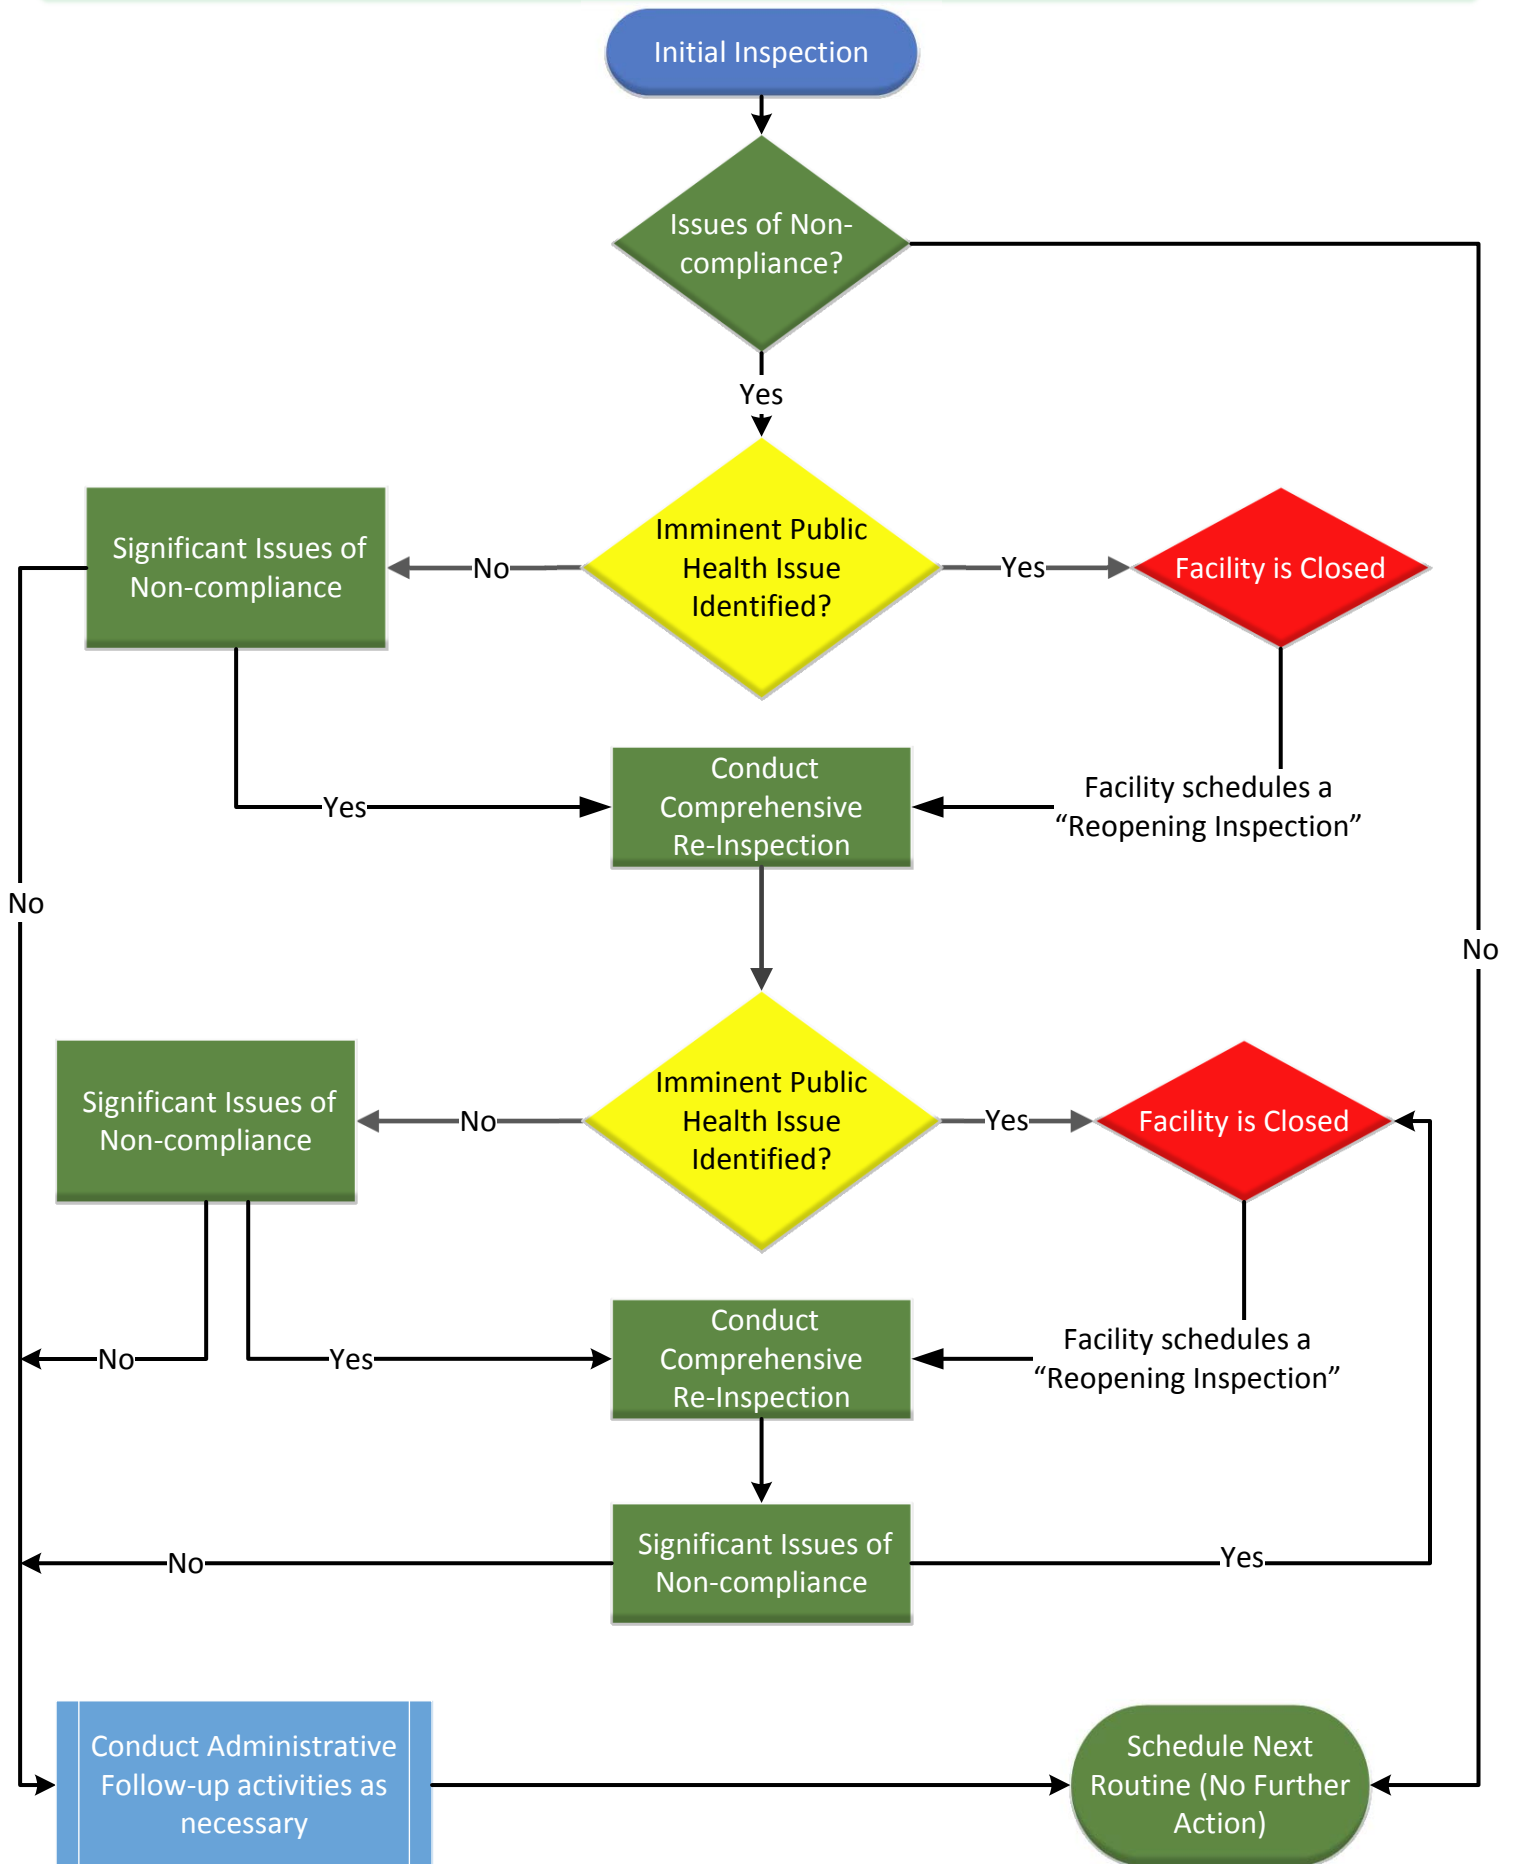 Initial Inspection
Issues of Non-
compliance?
Yes
Significant Issues of
Non-compliance
No
Imminent Public
Health Issue
Identified?
Yes
Facility is Closed
Yes
Conduct
Comprehensive
Re-Inspection
Facility schedules a
“Reopening Inspection”
No
No
Significant Issues of
Non-compliance
No
Imminent Public
Health Issue
Identified?
Yes
Facility is Closed
No
Yes
Conduct
Comprehensive
Re-Inspection
Facility schedules a
“Reopening Inspection”
No
Significant Issues of
Non-compliance
Yes
Conduct Administrative
Follow-up activities as
necessary
Schedule Next
Routine (No Further
Action)